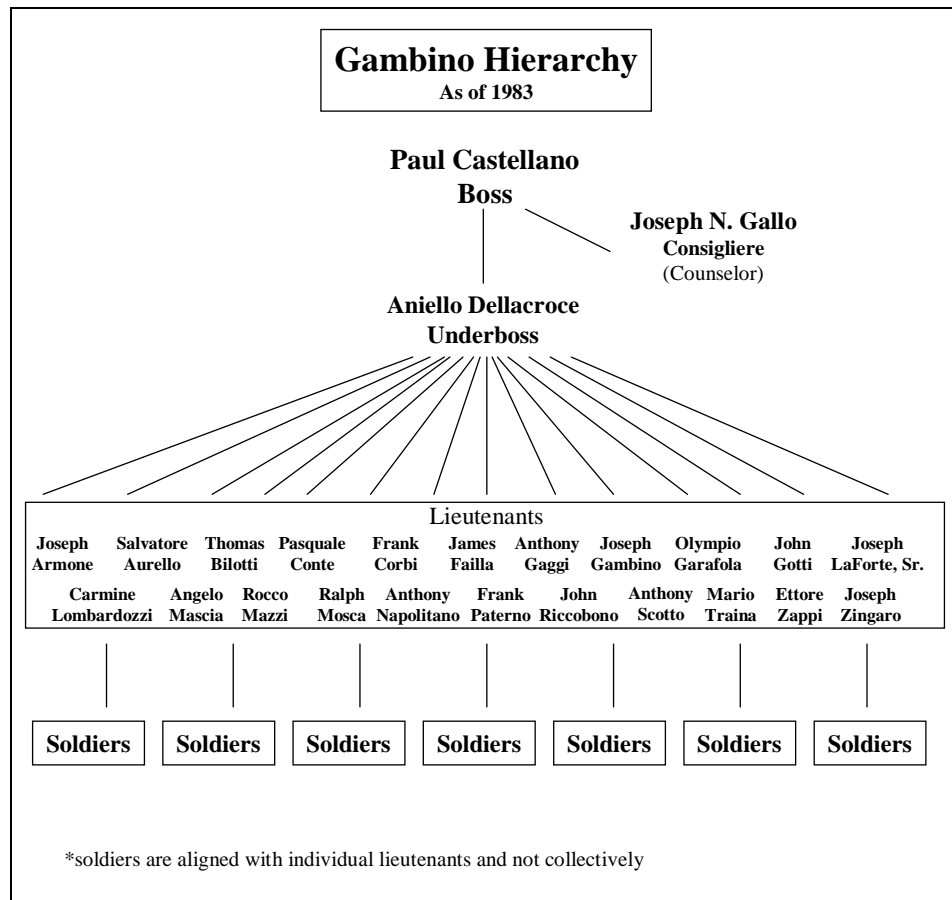 Gambino Hierarchy
As of 1983
Paul Castellano
Boss
Joseph N. Gallo
Consigliere
(Counselor)
Aniello Dellacroce
Underboss
Lieutenants
Joseph Salvatore Thomas Pasquale Frank James Anthony Joseph Olympio John Joseph
Armone Aurello Bilotti Conte Corbi Failla Gaggi Gambino Garafola Gotti LaForte, Sr.
Carmine Angelo Rocco Ralph Anthony Frank John Anthony Mario Ettore Joseph
Lombardozzi Mascia Mazzi Mosca Napolitano Paterno Riccobono Scotto Traina Zappi Zingaro
Soldiers Soldiers Soldiers Soldiers Soldiers Soldiers Soldiers
*soldiers are aligned with individual lieutenants and not collectively